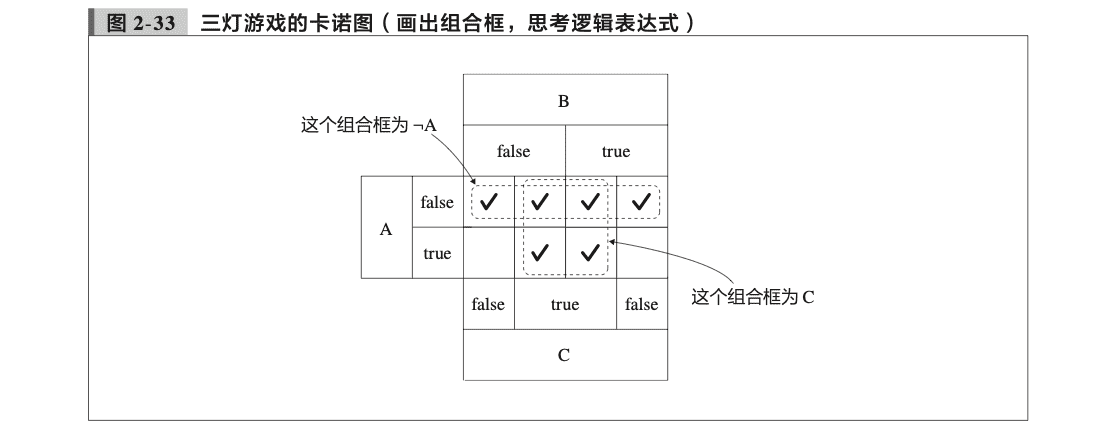 图 2-33 三灯游戏的卡诺图（画出组合框，思考逻辑表达式）
B
这个组合框为 ¬A
false true
false ✓ ✓ ✓ ✓
A
true ✓ ✓
这个组合框为 C
false true false
C